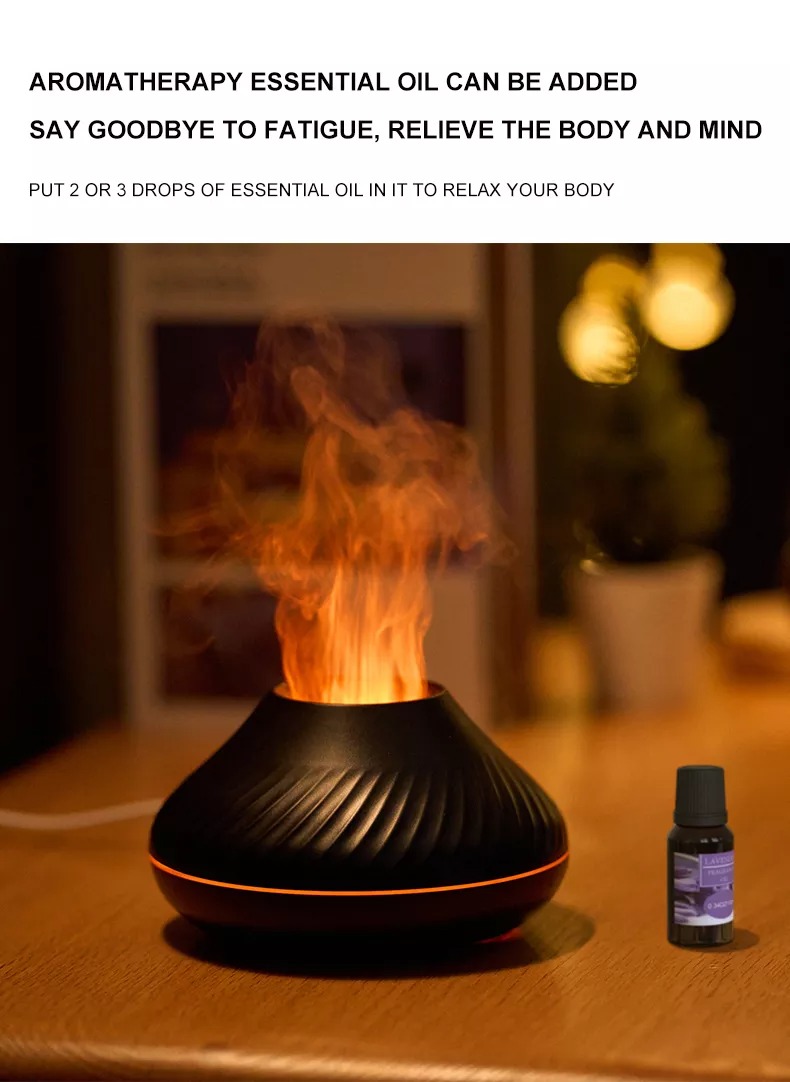 AROMATHERAPY ESSENTIAL OIL CAN BE ADDED
SAY GOODBYE TO FATIGUE, RELIEVE THE BODY AND MIND
PUT 2 OR 3 DROPS OF ESSENTIAL OIL IN IT TO RELAX YOUR BODY